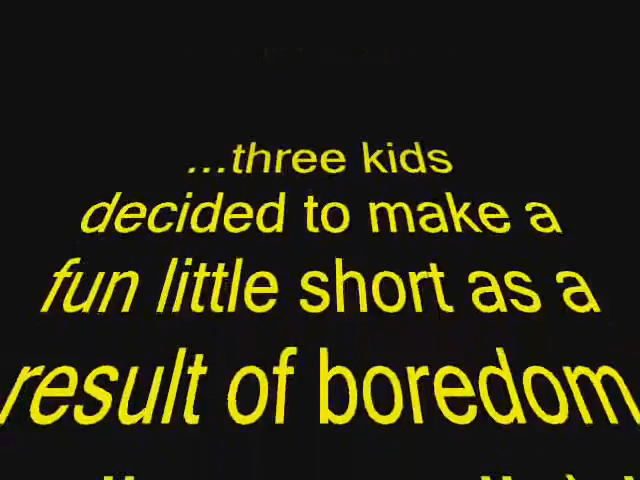 ...three kids
decided to make a
fun little short as a
result of boredom